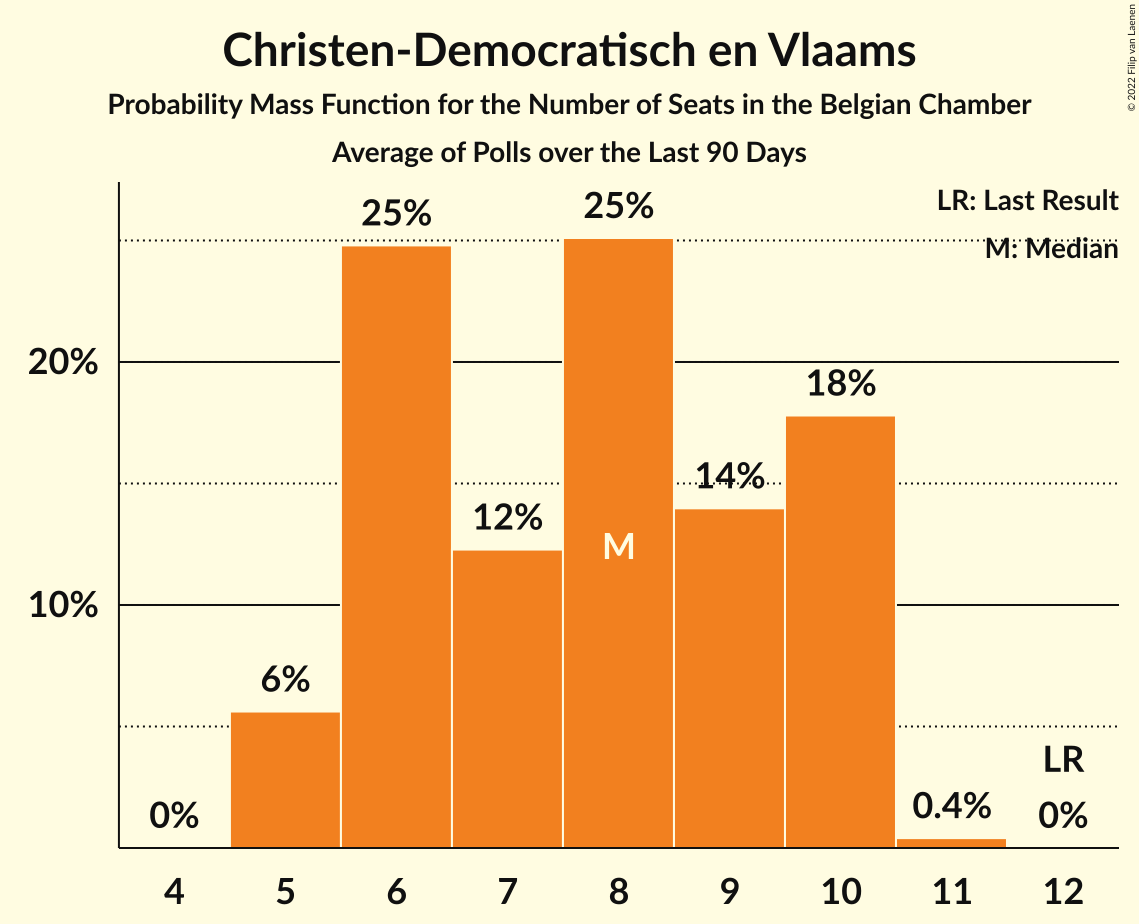 Christen-Democratisch en Vlaams
Probability Mass Function for the Number of Seats in the Belgian Chamber
Average of Polls over the Last 90 Days
© 2022 Filip van Laenen
LR: Last Result
M: Median
25%
25%
20%
18%
14%
12%
M
10%
6%
LR
0%
0.4%
0%
4 5 6 7 8 9 10 11 12